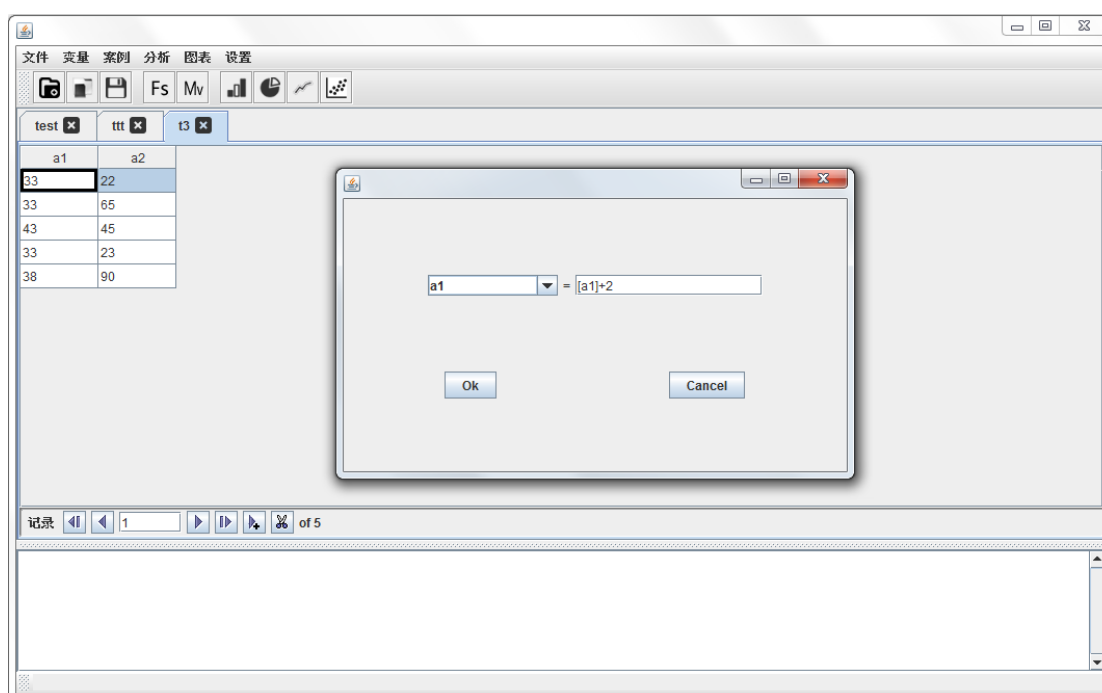 文件 变量 案例 分析 图表 设置
Fs Mv
test ttt t3
a1 a2
33 22
33 65
43 45
33 23
38 90
a1 = [a1]+2
Ok Cancel
记录 1 of 5